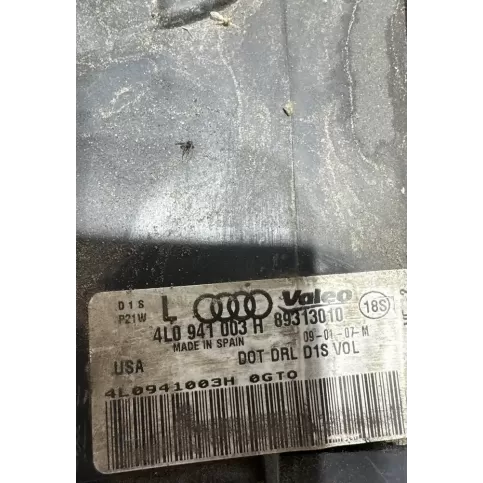 D1S L Valeo 18S
P21W 4L0 941 003 H 89313010
MADE IN SPAIN 09-01-07-M
USA DOT DRL D1S VOL
4L0941003H 0GT0